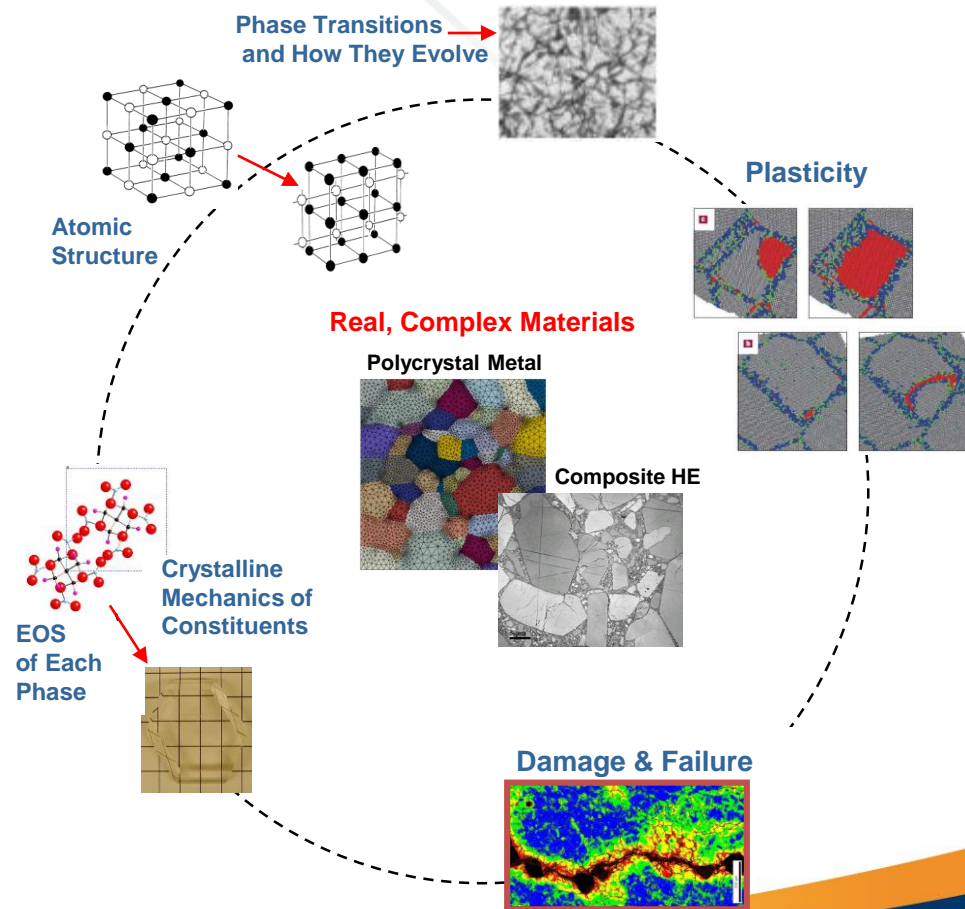 Phase Transitions
and How They Evolve
Plasticity
Atomic
Structure
Real, Complex Materials
Polycrystal Metal
Composite HE
Crystalline
Mechanics of
Constituents
EOS
of Each
Phase
Damage & Failure